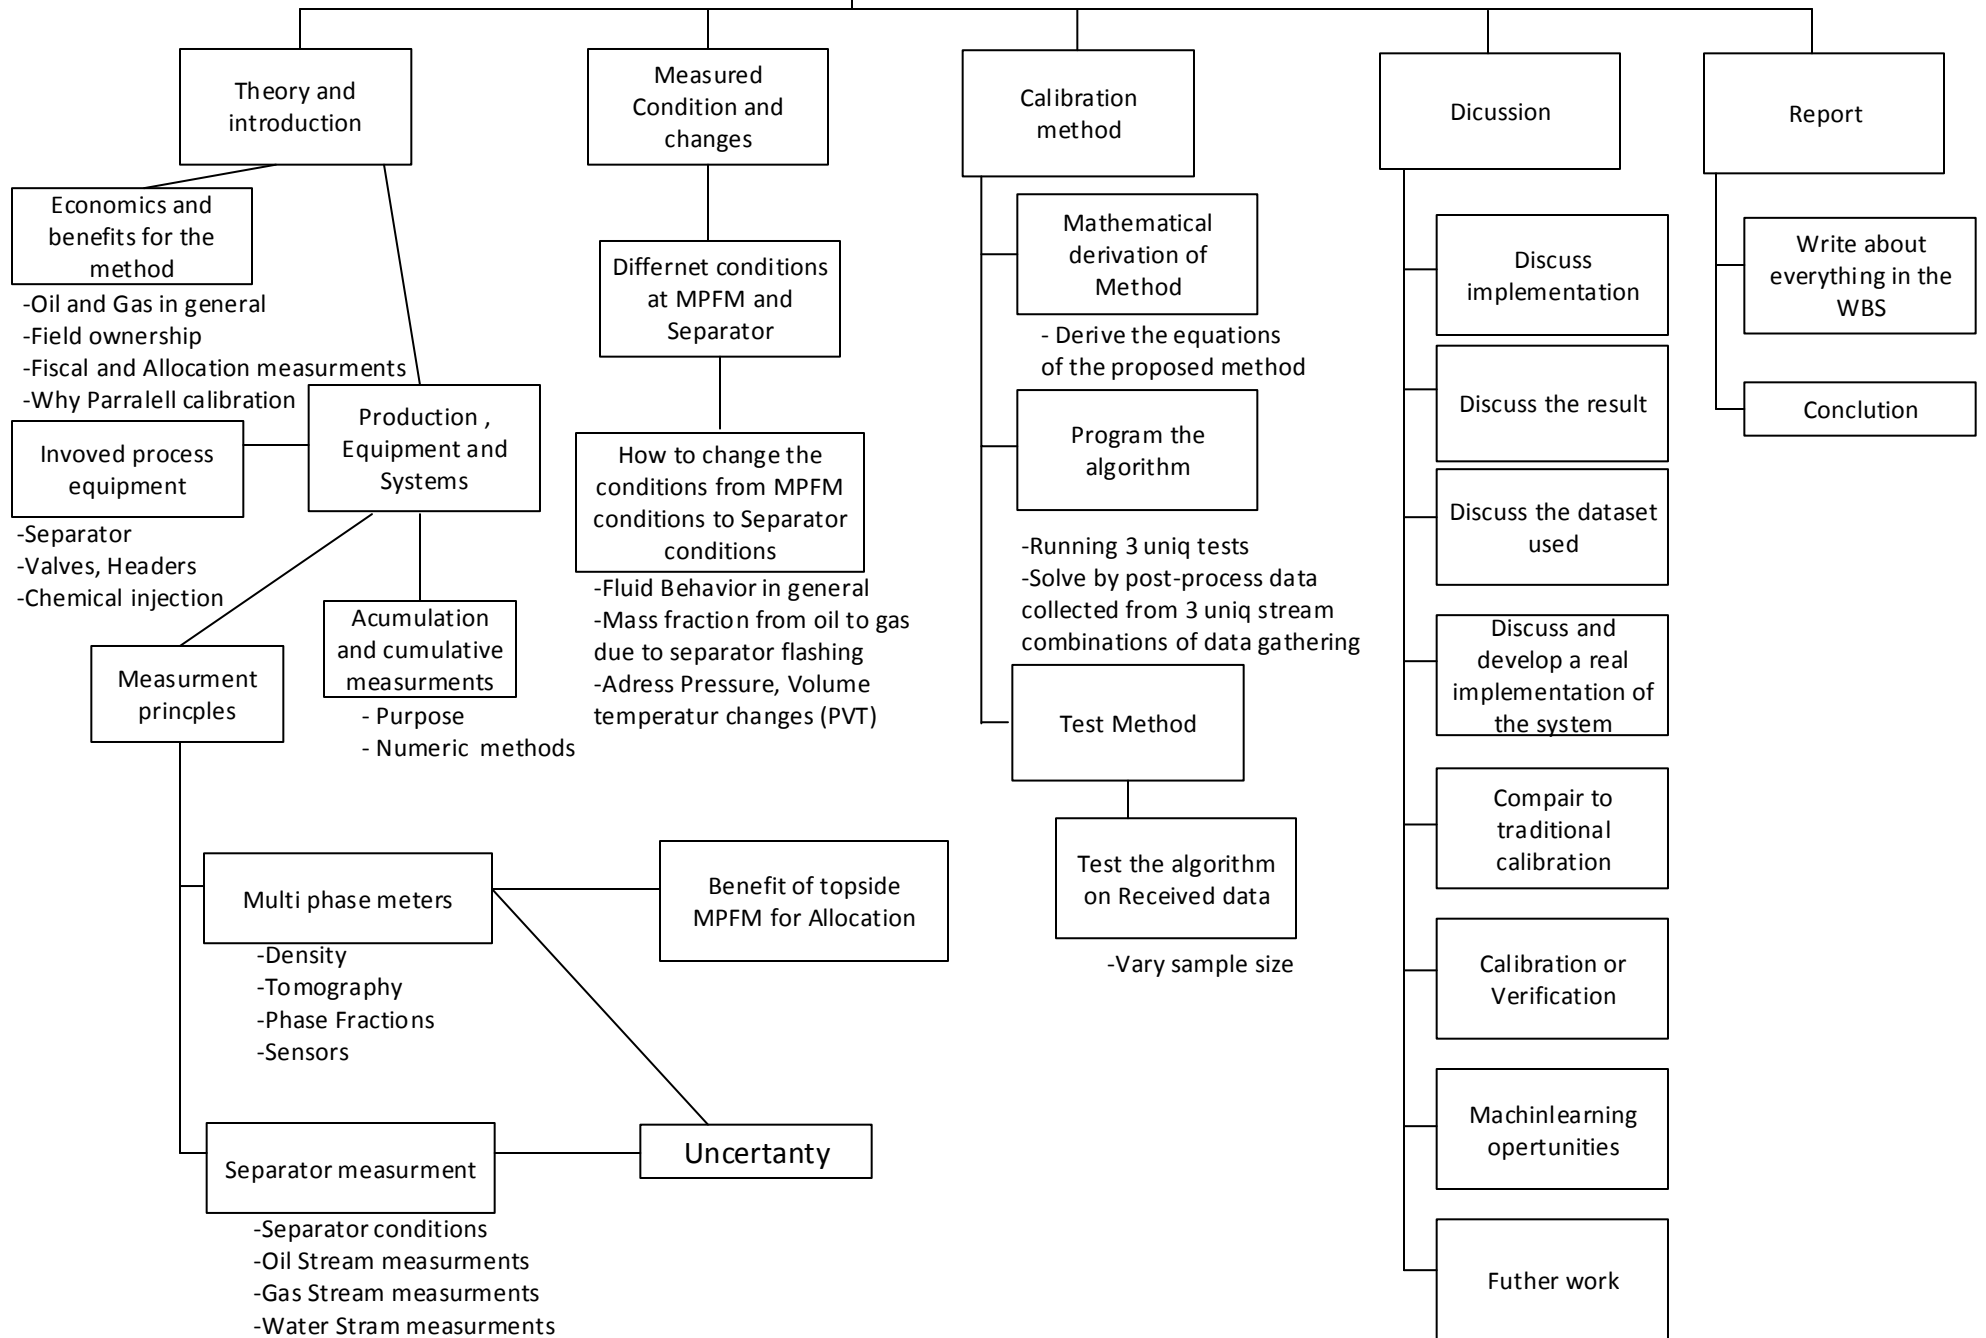 Theory and
introduction
Measured
Condition and
changes
Calibration
method
Dicussion
Report
Economics and
benefits for the
method
-Oil and Gas in general
-Field ownership
-Fiscal and Allocation measurments
-Why Parralell calibration
Production ,
Equipment and
Systems
Invoved process
equipment
-Separator
-Valves, Headers
-Chemical injection
Acumulation
and cumulative
measurments
- Purpose
- Numeric methods
Measurment
princples
Multi phase meters
-Density
-Tomography
-Phase Fractions
-Sensors
Benefit of topside
MPFM for Allocation
Separator measurment
-Separator conditions
-Oil Stream measurments
-Gas Stream measurments
-Water Stram measurments
Uncertanty
Differnet conditions
at MPFM and
Separator
How to change the
conditions from MPFM
conditions to Separator
conditions
-Fluid Behavior in general
-Mass fraction from oil to gas
due to separator flashing
-Adress Pressure, Volume
temperatur changes (PVT)
Mathematical
derivation of
Method
- Derive the equations
of the proposed method
Program the
algorithm
-Running 3 uniq tests
-Solve by post-process data
collected from 3 uniq stream
combinations of data gathering
Test Method
Test the algorithm
on Received data
-Vary sample size
Discuss
implementation
Discuss the result
Discuss the dataset
used
Discuss and
develop a real
implementation of
the system
Compair to
traditional
calibration
Calibration or
Verification
Machinlearning
opertunities
Futher work
Write about
everything in the
WBS
Conclution